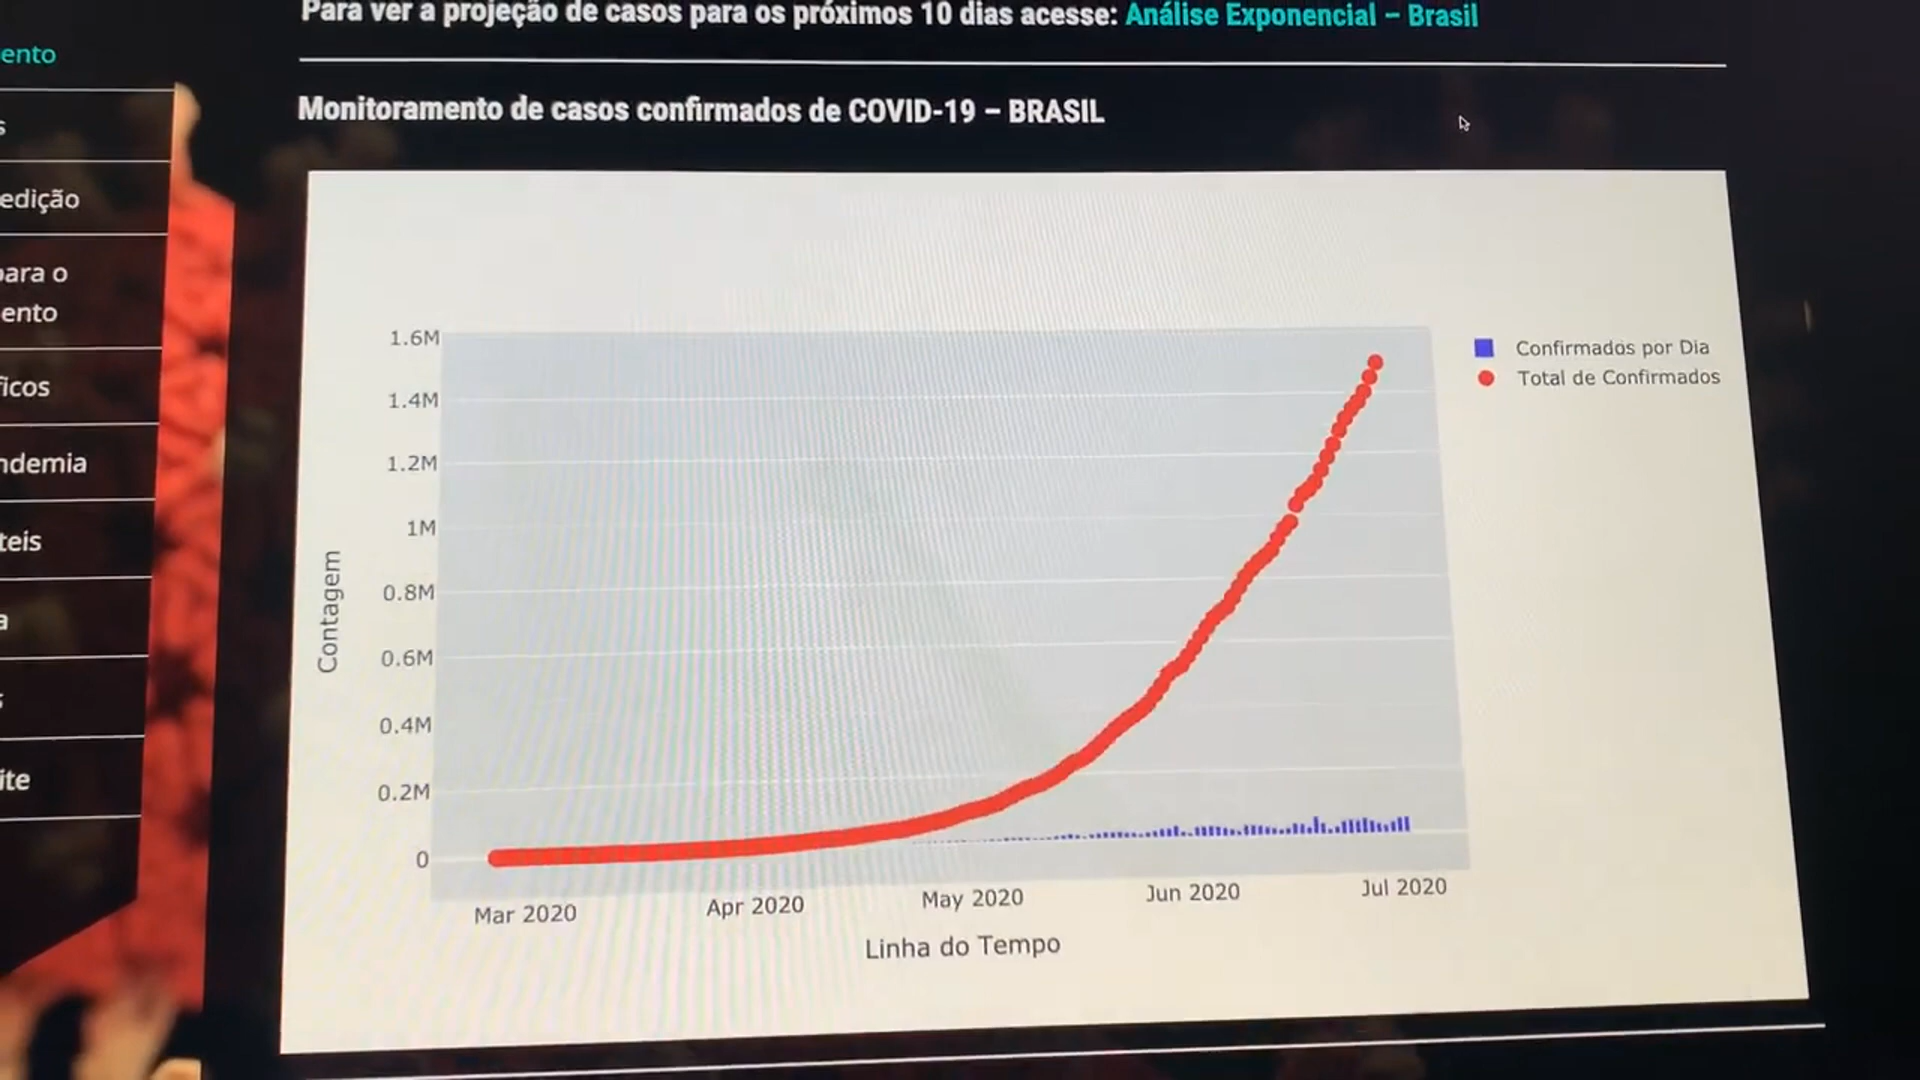 Para ver a projeção de casos para os próximos 10 dias acesse: Análise Exponencial – Brasil
ento
Monitoramento de casos confirmados de COVID-19 – BRASIL
s
edição
para o
ento
ficos
ndemia
teis
a
s
ite
1.6M
1.4M
1.2M
1M
0.8M
0.6M
0.4M
0.2M
0
Contagem
Confirmados por Dia
Total de Confirmados
Mar 2020
Apr 2020
May 2020
Jun 2020
Jul 2020
Linha do Tempo